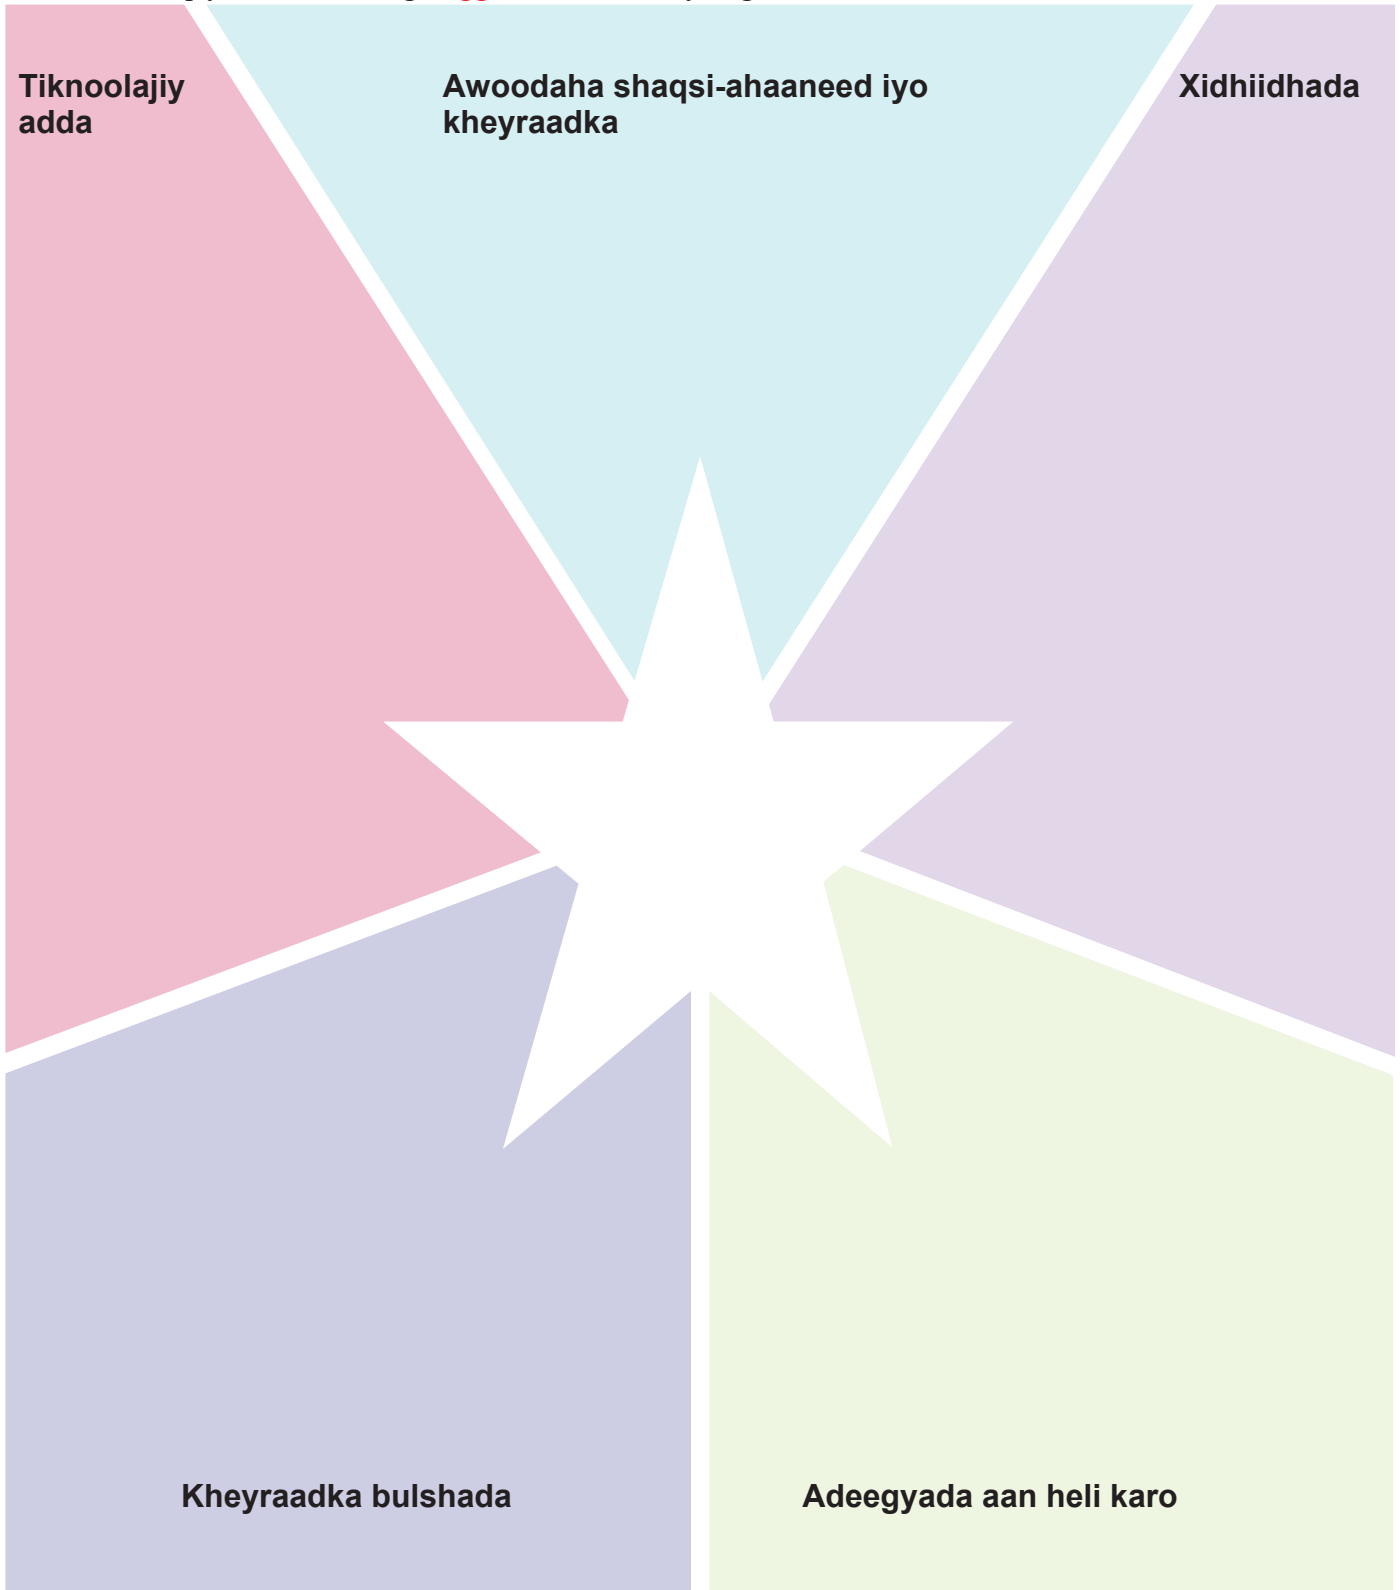 Tiknoolajiy
adda
Awoodaha shaqsi-ahaaneed iyo
kheyraadka
Xidhiidhada
Kheyraadka bulshada
Adeegyada aan heli karo